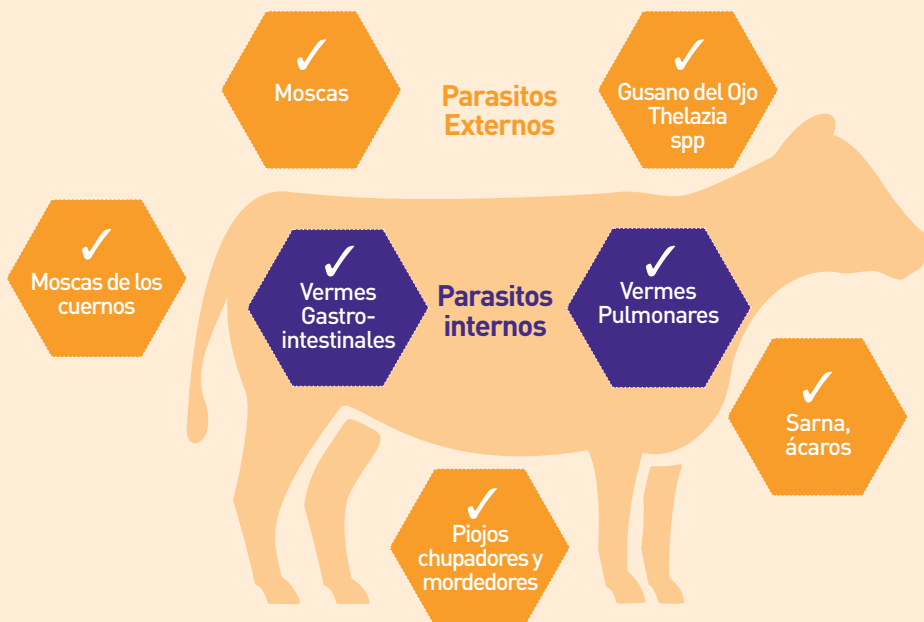 ✓
Moscas
Parasitos
Externos
✓
Gusano del Ojo
Thelazia
spp
✓
Moscas de los
cuernos
✓
Vermes
Gastro-
intestinales
Parasitos
internos
✓
Vermes
Pulmonares
✓
Sarna,
ácaros
✓
Piojos
chupadores y
mordedores